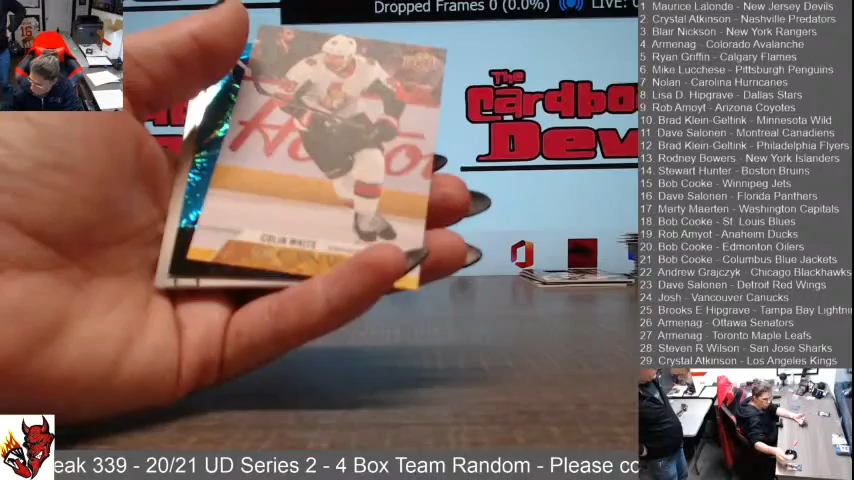 Dropped Frames 0 (0.0%)
LIVE:
The
Cardbo
Dev
COLIN WHITE
1 Maurice Lalonde - New Jersey Devils
2 Crystal Atkinson - Nashville Predators
3 Blair Nickson - New York Rangers
4 Armenag - Colorado Avalanche
5 Ryan Griffin - Calgary Flames
6 Mike Lucchese - Pittsburgh Penguins
7 Nolan - Carolina Hurricanes
8 Lisa D. Hipgrave - Dallas Stars
9 Rob Amoyt - Arizona Coyotes
10 Brad Klein-Geltink - Minnesota Wild
11 Dave Salonen - Montreal Canadiens
12 Brad Klein-Geltink - Philadelphia Flyers
13 Rodney Bowers - New York Islanders
14 Stewart Hunter - Boston Bruins
15 Bob Cooke - Winnipeg Jets
16 Dave Salonen - Florida Panthers
17 Marty Maerten - Washington Capitals
18 Bob Cooke - St. Louis Blues
19 Rob Amyot - Anaheim Ducks
20 Bob Cooke - Edmonton Oilers
21 Bob Cooke - Columbus Blue Jackets
22 Andrew Grajczyk - Chicago Blackhawks
23 Dave Salonen - Detroit Red Wings
24 Josh - Vancouver Canucks
25 Brooks E Hipgrave - Tampa Bay Lightnin
26 Armenag - Ottawa Senators
27 Armenag - Toronto Maple Leafs
28 Steven R Wilson - San Jose Sharks
29 Crystal Atkinson - Los Angeles Kings
eak 339 - 20/21 UD Series 2 - 4 Box Team Random - Please co